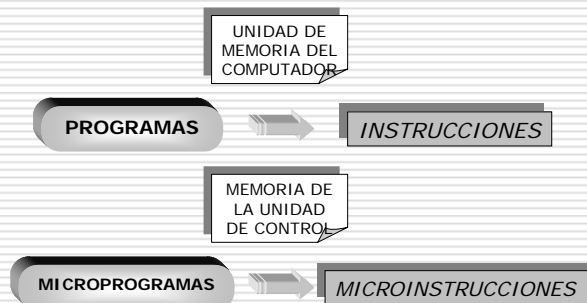 UNIDAD DE
MEMORIA DEL
COMPUTADOR
PROGRAMAS
INSTRUCCIONES
MEMORIA DE
LA UNIDAD
DE CONTROL
MICROPROGRAMAS
MICROINSTRUCCIONES